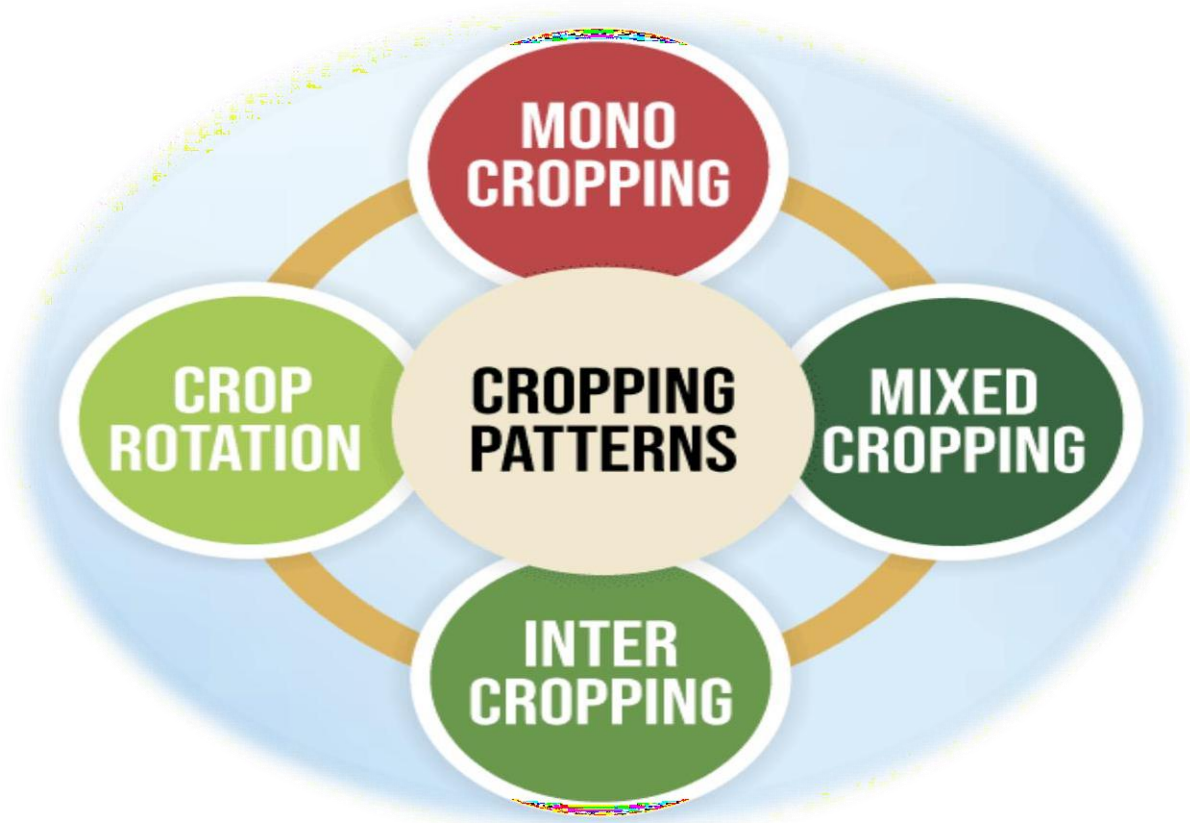 MONO
CROPPING
CROP
ROTATION
CROPPING
PATTERNS
MIXED
CROPPING
INTER
CROPPING